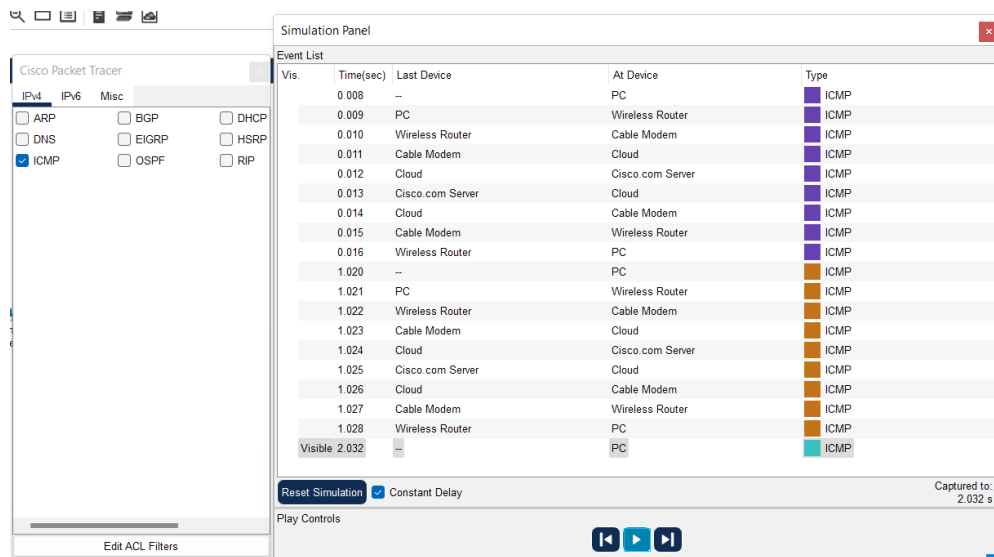 Simulation Panel
Event List
Cisco Packet Tracer
IPv4 IPv6 Misc
ARP BGP DHCP
DNS EIGRP HSRP
ICMP OSPF RIP
Edit ACL Filters
Vis. Time(sec) Last Device At Device Type
0.008 -- PC ICMP
0.009 PC Wireless Router ICMP
0.010 Wireless Router Cable Modem ICMP
0.011 Cable Modem Cloud ICMP
0.012 Cloud Cisco.com Server ICMP
0.013 Cisco.com Server Cloud ICMP
0.014 Cloud Cable Modem ICMP
0.015 Cable Modem Wireless Router ICMP
0.016 Wireless Router PC ICMP
1.020 -- PC ICMP
1.021 PC Wireless Router ICMP
1.022 Wireless Router Cable Modem ICMP
1.023 Cable Modem Cloud ICMP
1.024 Cloud Cisco.com Server ICMP
1.025 Cisco.com Server Cloud ICMP
1.026 Cloud Cable Modem ICMP
1.027 Cable Modem Wireless Router ICMP
1.028 Wireless Router PC ICMP
Visible 2.032 -- PC ICMP
Reset Simulation Constant Delay Captured to:
2.032 s
Play Controls